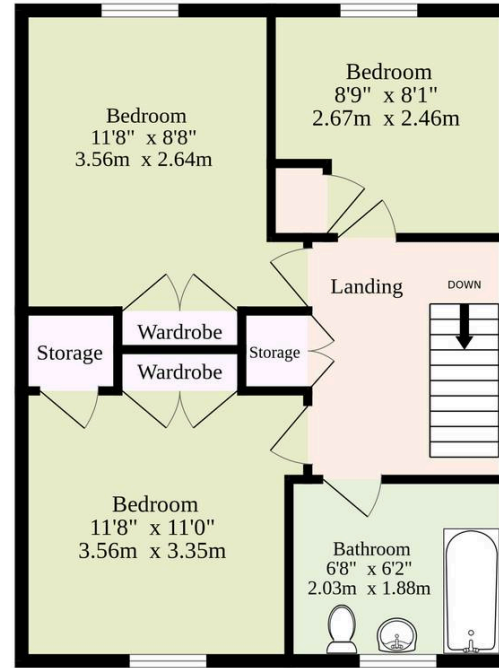 Bedroom
11'8" x 8'8"
3.56m x 2.64m
Bedroom
8'9" x 8'1"
2.67m x 2.46m
Landing
DOWN
Wardrobe
Storage
Storage
Wardrobe
Bedroom
11'8" x 11'0"
3.56m x 3.35m
Bathroom
6'8" x 6'2"
2.03m x 1.88m